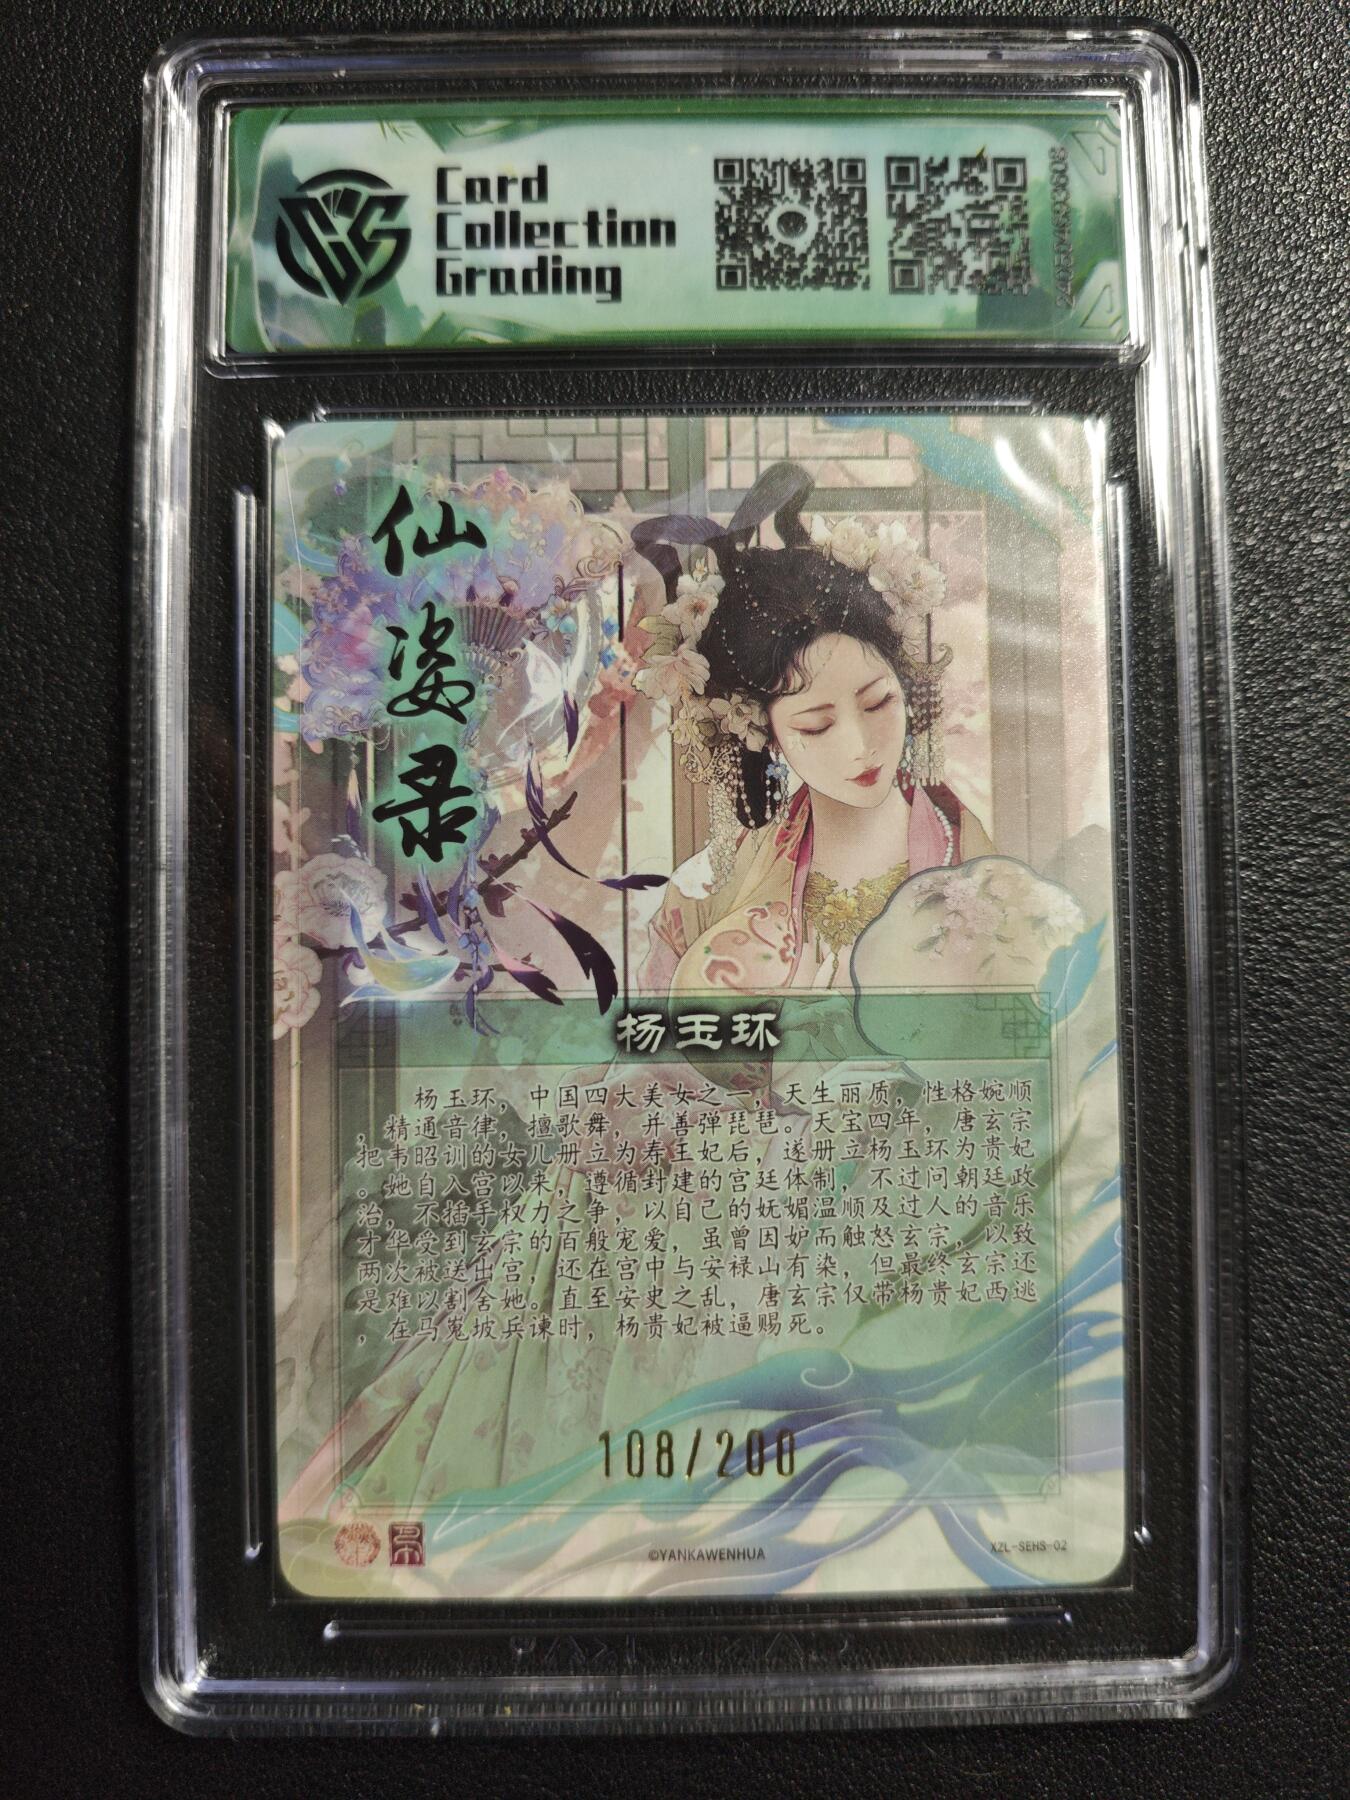 Card
Collection
Grading
仙姿录
杨玉环
杨玉环，中国四大美女之一，天生丽质，性格婉顺
，精通音律，擅歌舞，并善弹琵琶。天宝四年，唐玄宗
把韦昭训的女儿册立为寿王妃后，遂册立杨玉环为贵妃
。她自入宫以来，遵循封建的宫廷体制，不过问朝廷政
治，不插手权力之争，以自己的妩媚温顺及过人的音乐
才华受到玄宗的百般宠爱，虽曾因妒而触怒玄宗，以致
两次被送出宫，还在宫中与安禄山有染，但最终玄宗还
是难以割舍她。直至安史之乱，唐玄宗仅带杨贵妃西逃
，在马嵬坡兵谏时，杨贵妃被逼赐死。
108/200
©YANKAWENHUA
XZL-SEHS-02